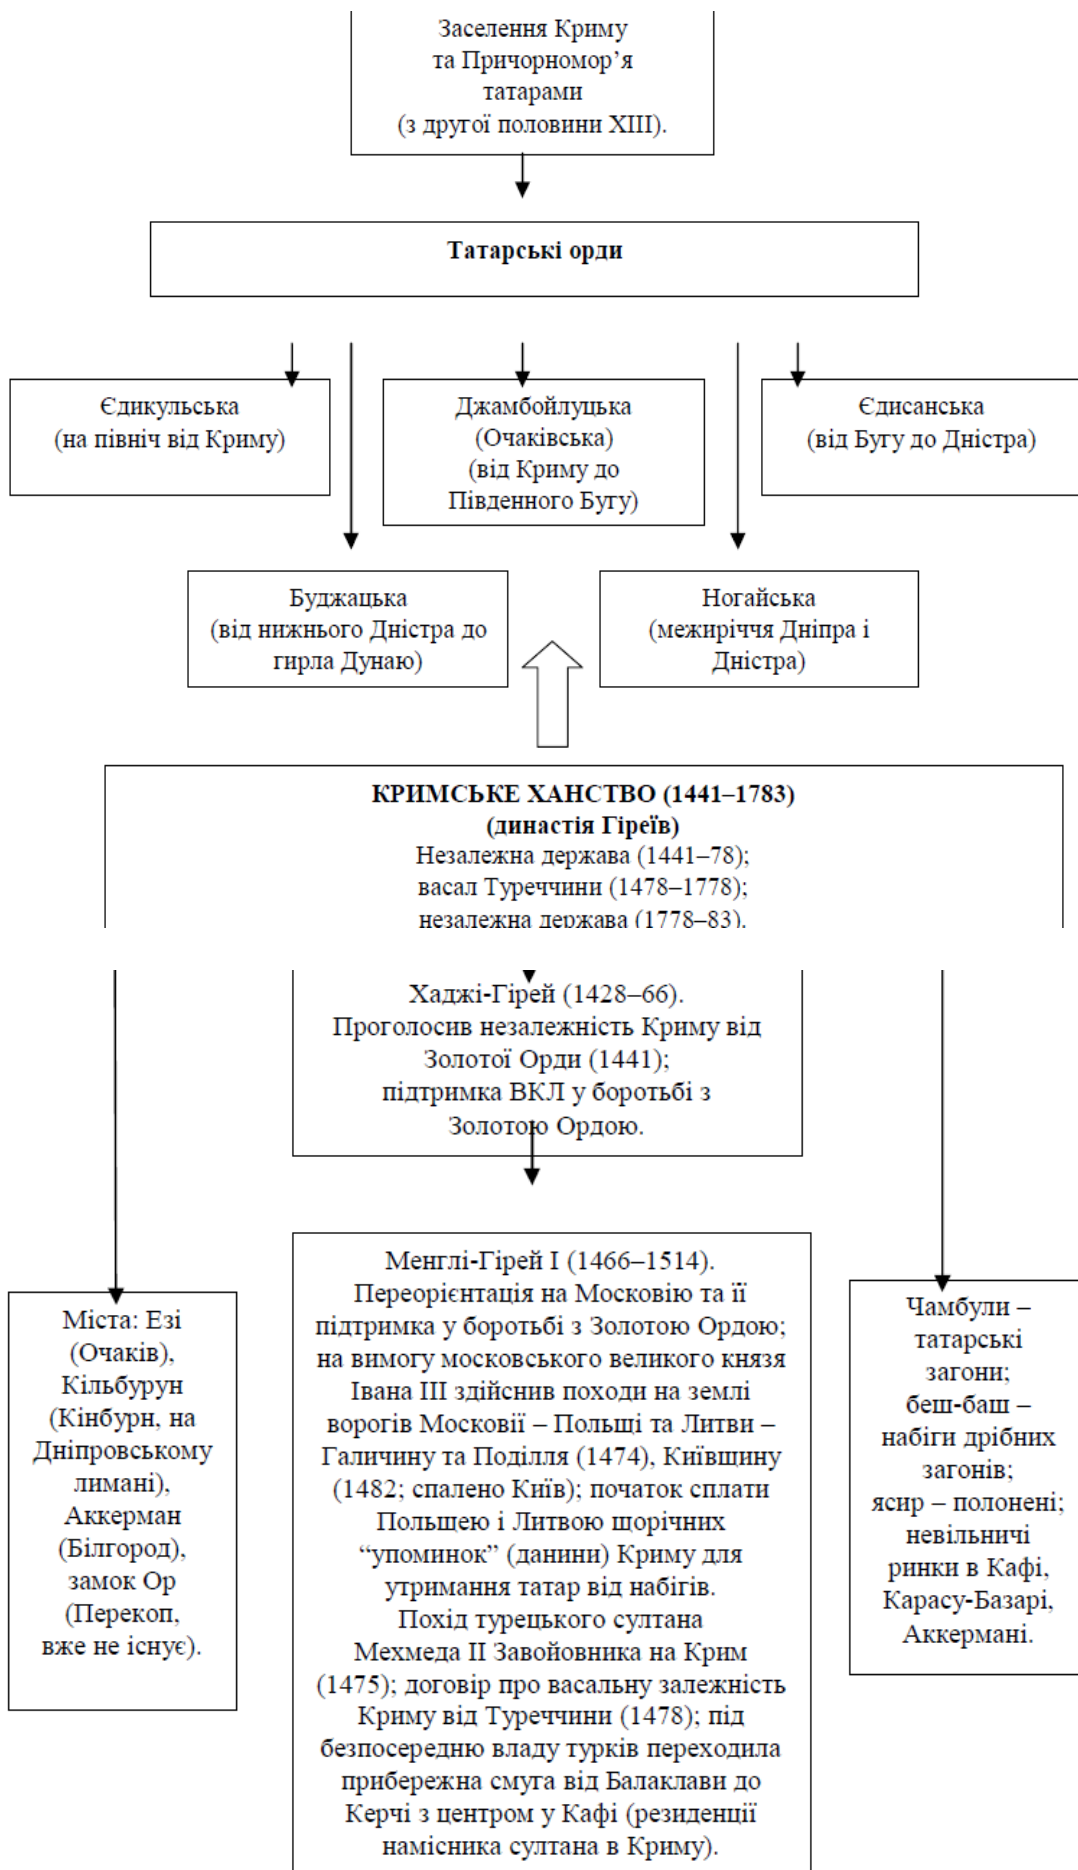 Заселення Криму
та Причорномор’я
татарами
(з другої половини XIII).
Татарські орди
Єдикульська
(на північ від Криму)
Джамбойлуцька
(Очаківська)
(від Криму до
Південного Бугу)
Єдисанська
(від Бугу до Дністра)
Буджацька
(від нижнього Дністра до
гирла Дунаю)
Ногайська
(межиріччя Дніпра і
Дністра)
КРИМСЬКЕ ХАНСТВО (1441–1783)
(династія Гіреїв)
Незалежна держава (1441–78);
васал Туреччини (1478–1778);
незалежна держава (1778–83).
Хаджі-Гірей (1428–66).
Проголосив незалежність Криму від
Золотої Орди (1441);
підтримка ВКЛ у боротьбі з
Золотою Ордою.
Міста: Езі
(Очаків),
Кільбурун
(Кінбурн, на
Дніпровському
лимані),
Аккерман
(Білгород),
замок Ор
(Перекоп,
вже не існує).
Менглі-Гірей I (1466–1514).
Переорієнтація на Московію та її
підтримка у боротьбі з Золотою Ордою;
на вимогу московського великого князя
Івана III здійснив походи на землі
ворогів Московії – Польщі та Литви –
Галичину та Поділля (1474), Київщину
(1482; спалено Київ); початок сплати
Польщею і Литвою щорічних
“упоминок” (данини) Криму для
утримання татар від набігів.
Похід турецького султана
Мехмеда II Завойовника на Крим
(1475); договір про васальну залежність
Криму від Туреччини (1478); під
безпосередню владу турків переходила
прибережна смуга від Балаклави до
Керчі з центром у Кафі (резиденції
намісника султана в Криму).
Чамбули –
татарські
загони;
беш-баш –
набіги дрібних
загонів;
ясир – полонені;
невільничі
ринки в Кафі,
Карасу-Базарі,
Аккермані.